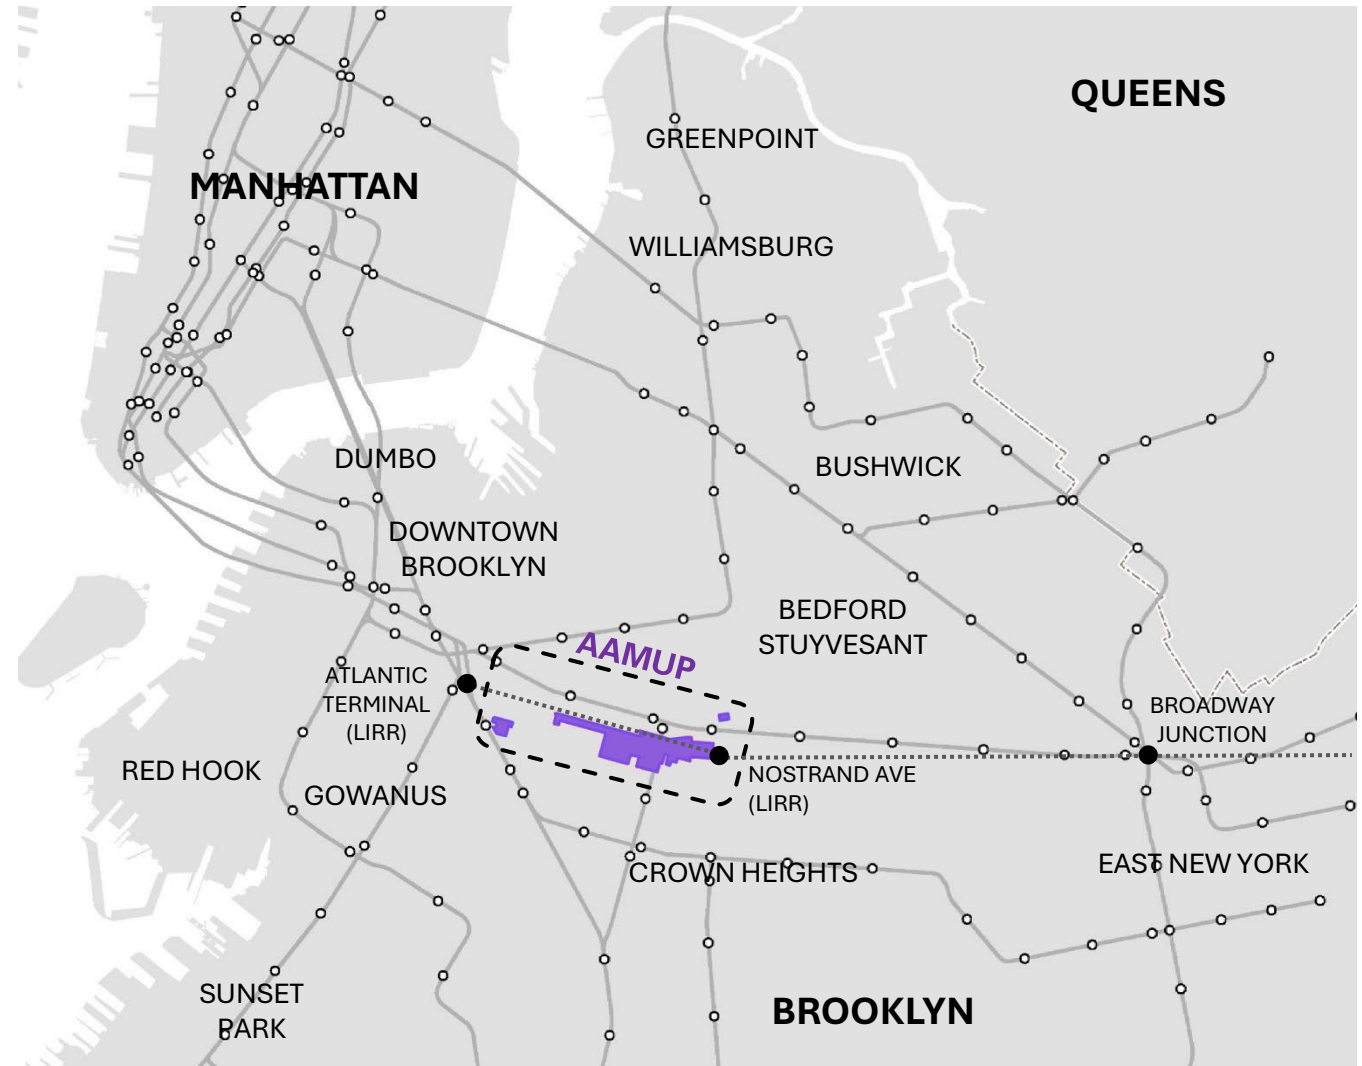 QUEENS
GREENPOINT
MANHATTAN
WILLIAMSBURG
DUMBO
BUSHWICK
DOWNTOWN
BROOKLYN
BEDFORD
STUYVESANT
AAMUP
ATLANTIC
TERMINAL
(LIRR)
BROADWAY
JUNCTION
RED HOOK
GOWANUS
NOSTRAND AVE
(LIRR)
CROWN HEIGHTS
EAST NEW YORK
SUNSET
PARK
BROOKLYN